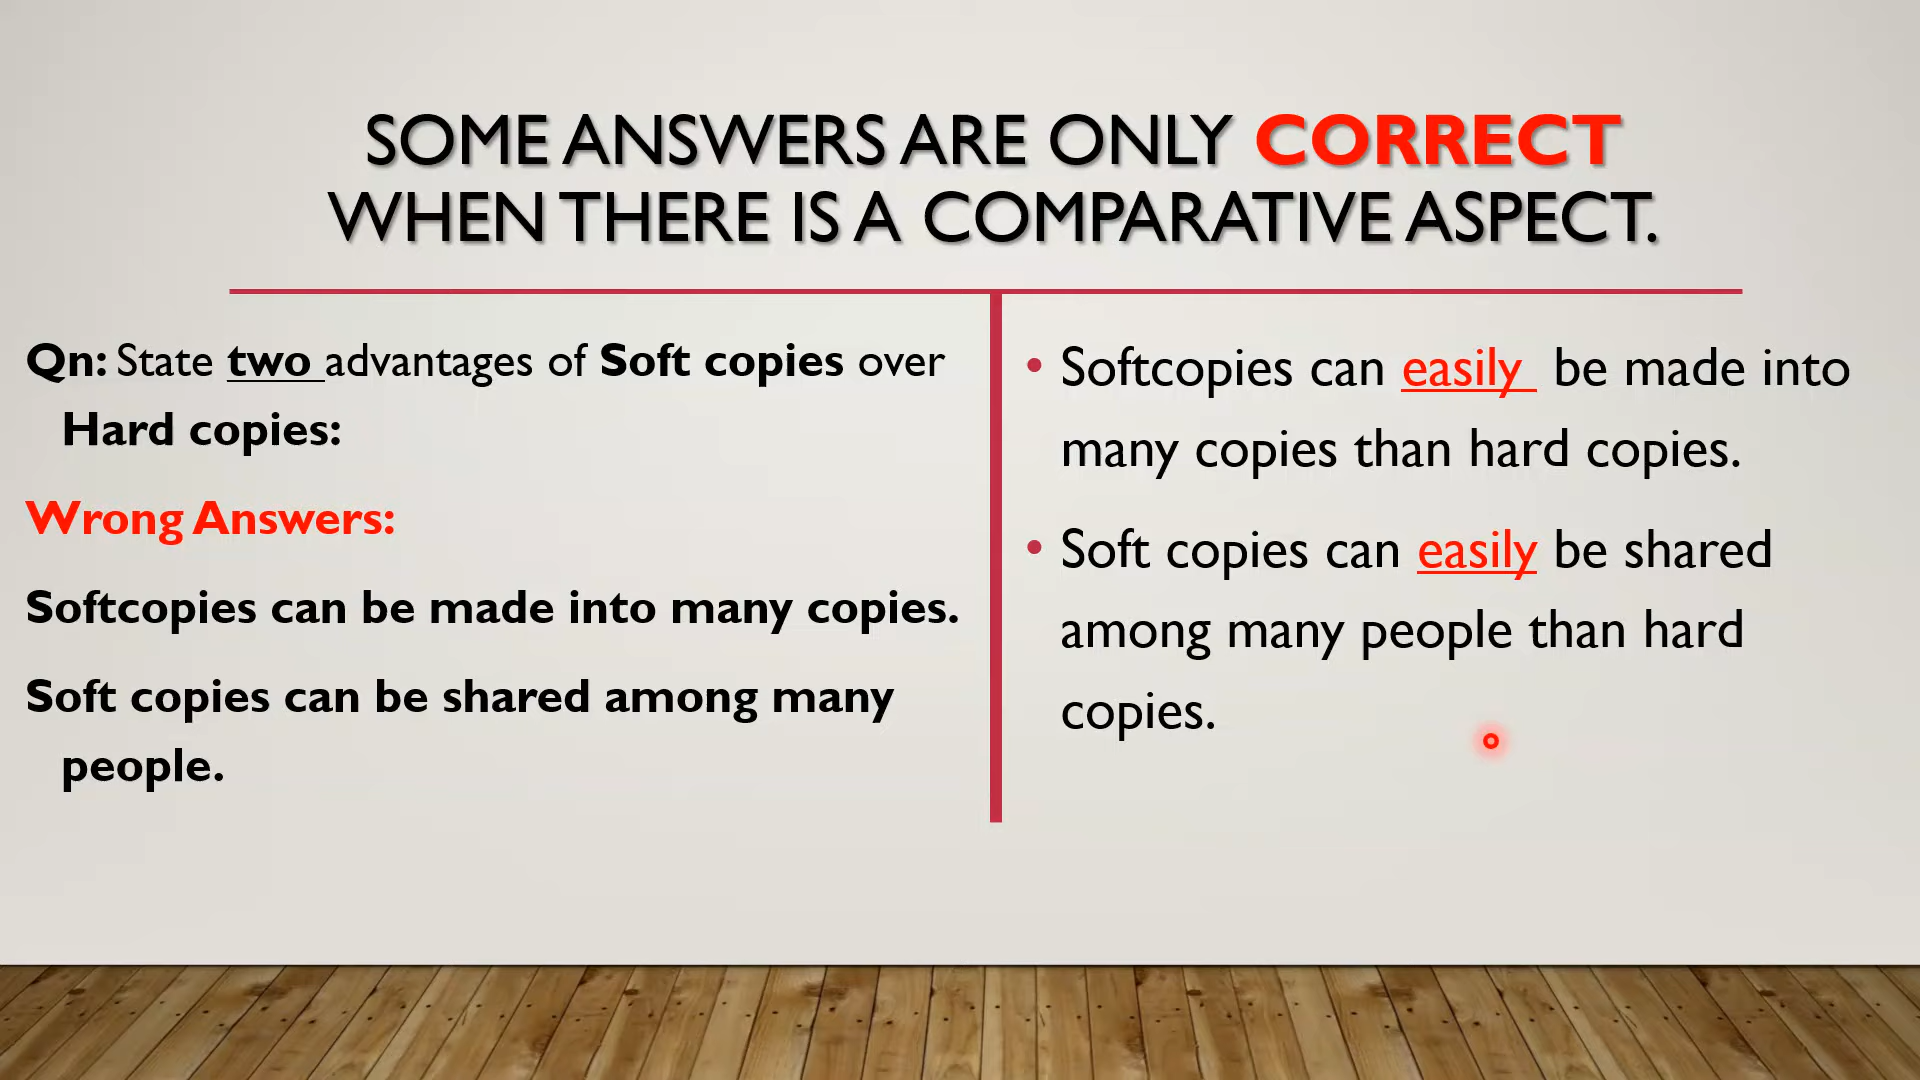 SOME ANSWERS ARE ONLY CORRECT
WHEN THERE IS A COMPARATIVE ASPECT.
Qn: State two advantages of Soft copies over
Hard copies:
Wrong Answers:
Softcopies can be made into many copies.
Soft copies can be shared among many
people.
• Softcopies can easily be made into
many copies than hard copies.
• Soft copies can easily be shared
among many people than hard
copies.